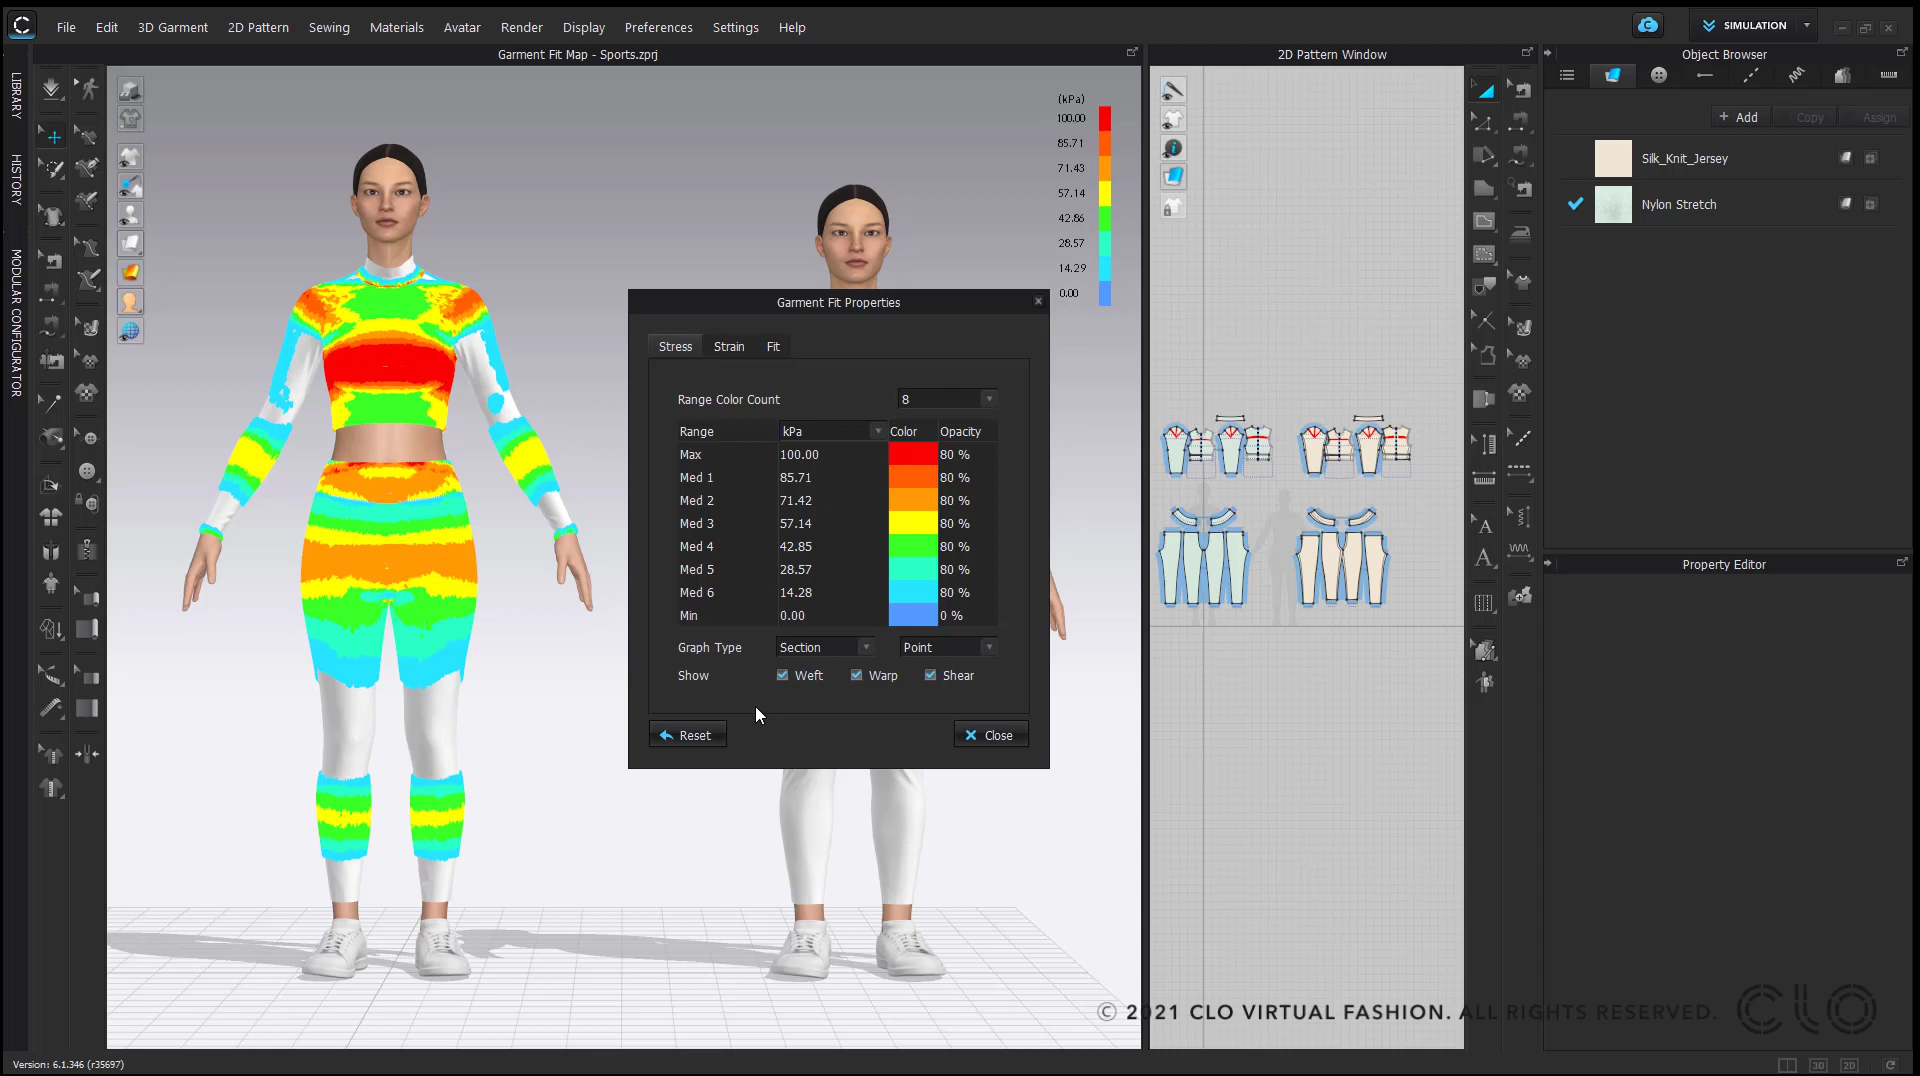 File Edit 3D Garment 2D Pattern Sewing Materials Avatar Render Display Preferences Settings Help
SIMULATION
Garment Fit Map - Sports.zprj
2D Pattern Window
Object Browser
LIBRARY
HISTORY
MODULAR CONFIGURATOR
(kPa)
100.00
85.71
71.43
57.14
42.86
28.57
14.29
0.00
+ Add Copy Assign
Silk_Knit_Jersey
Nylon Stretch
Garment Fit Properties
Stress Strain Fit
Range Color Count 8
Range kPa Color Opacity
Max 100.00 80 %
Med 1 85.71 80 %
Med 2 71.42 80 %
Med 3 57.14 80 %
Med 4 42.85 80 %
Med 5 28.57 80 %
Med 6 14.28 80 %
Min 0.00 0 %
Graph Type Section Point
Show Weft Warp Shear
Reset Close
Property Editor
A
A
© 2021 CLO VIRTUAL FASHION. ALL RIGHTS RESERVED. CLO
Version: 6.1.346 (r35697)
3D 2D